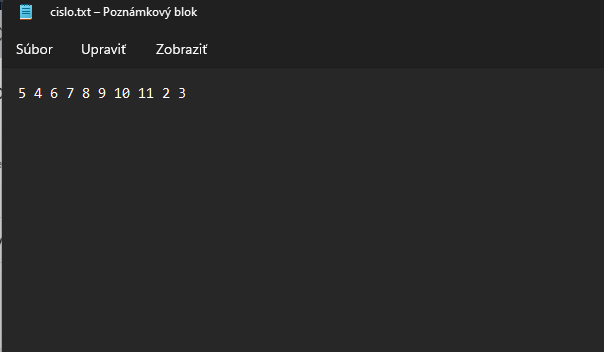 cislo.txt – Poznámkový blok
Súbor Upraviť Zobraziť
5 4 6 7 8 9 10 11 2 3